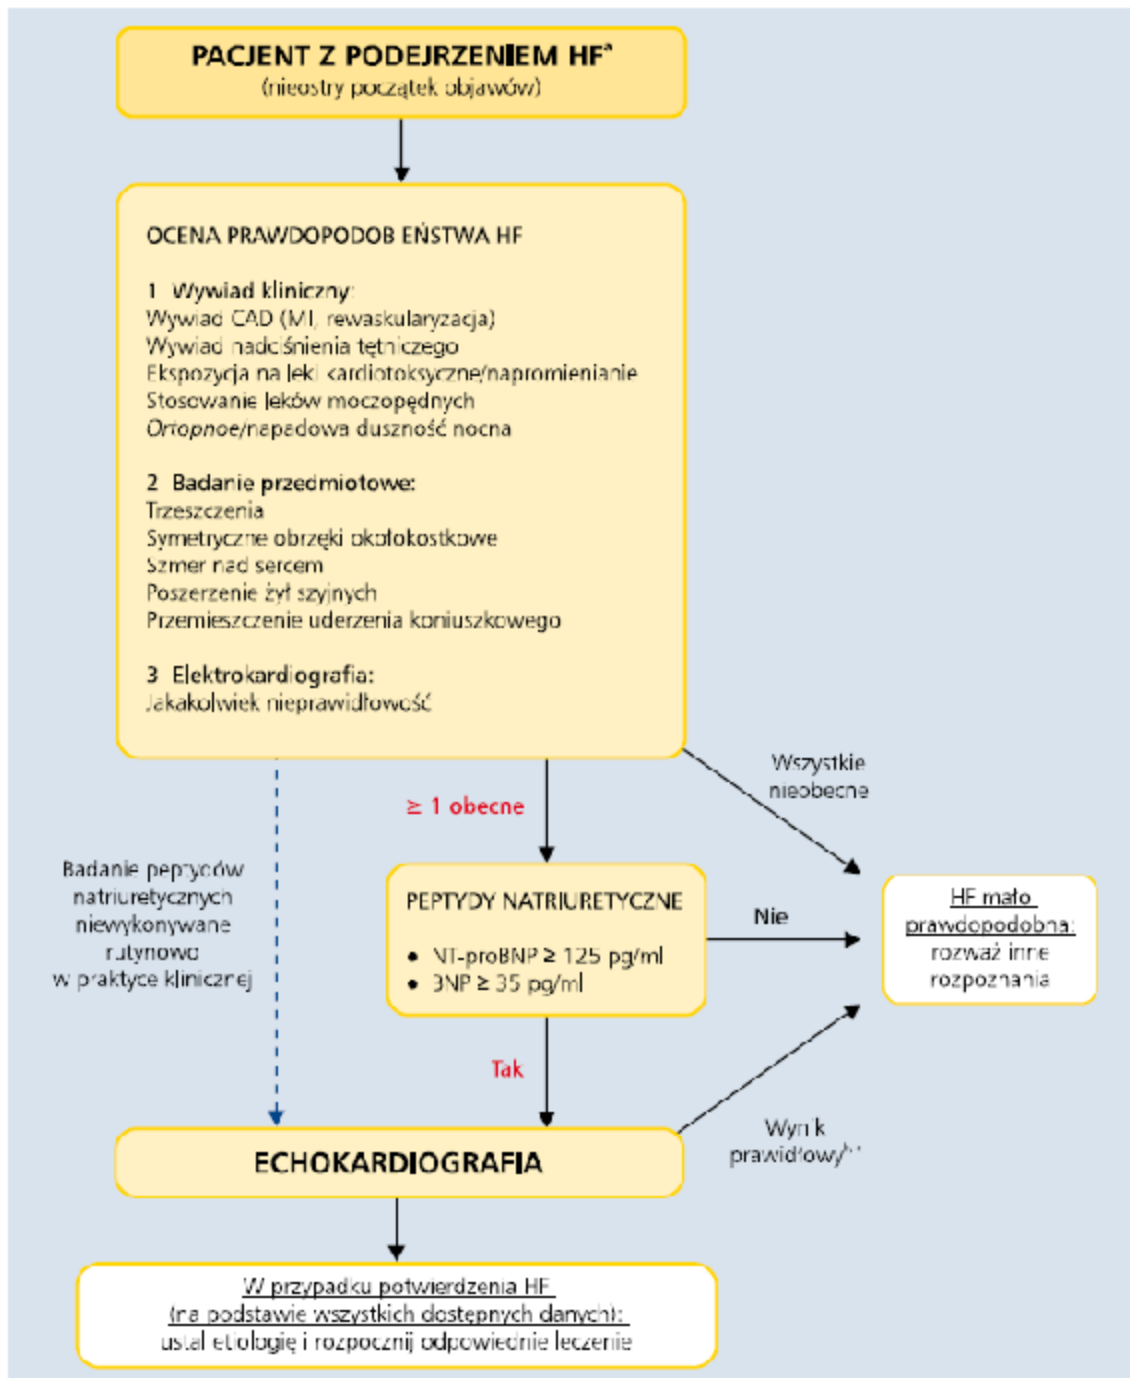 PACJENT Z PODEJRZENIEM HFª
(nieostry początek objawów)
OCENA PRAWDOPODOB EŃSTWA HF
1 Wywiad kliniczny:
Wywiad CAD (MI, rewaskularyzacja)
Wywiad nadciśnienia tętniczego
Ekspozycja na leki kardiotoksyczne/napromienianie
Stosowanie leków moczopędnych
Ortopnoe/napadowa duszność nocna
2 Badanie przedmiotowe:
Trzeszczenia
Symetryczne obrzęki okołokostkowe
Szmer nad sercem
Poszerzenie żył szyjnych
Przemieszczenie uderzenia koniuszkowego
3 Elektrokardiografia:
Jakakolwiek nieprawidłowość
Wszystkie
nieobecne
≥ 1 obecne
Badanie peptydów
natriuretycznych
niewykonywane
rutynowo
w praktyce klinicznej
PEPTYDY NATRIURETYCZNE
• NT-proBNP ≥ 125 pg/ml
• BNP ≥ 35 pg/ml
Nie
HF mało
prawdopodobna:
rozważ inne
rozpoznania
Tak
Wynik
prawidłowy
ECHOKARDIOGRAFIA
W przypadku potwierdzenia HF
(na podstawie wszystkich dostępnych danych):
ustal etiologię i rozpocznij odpowiednie leczenie